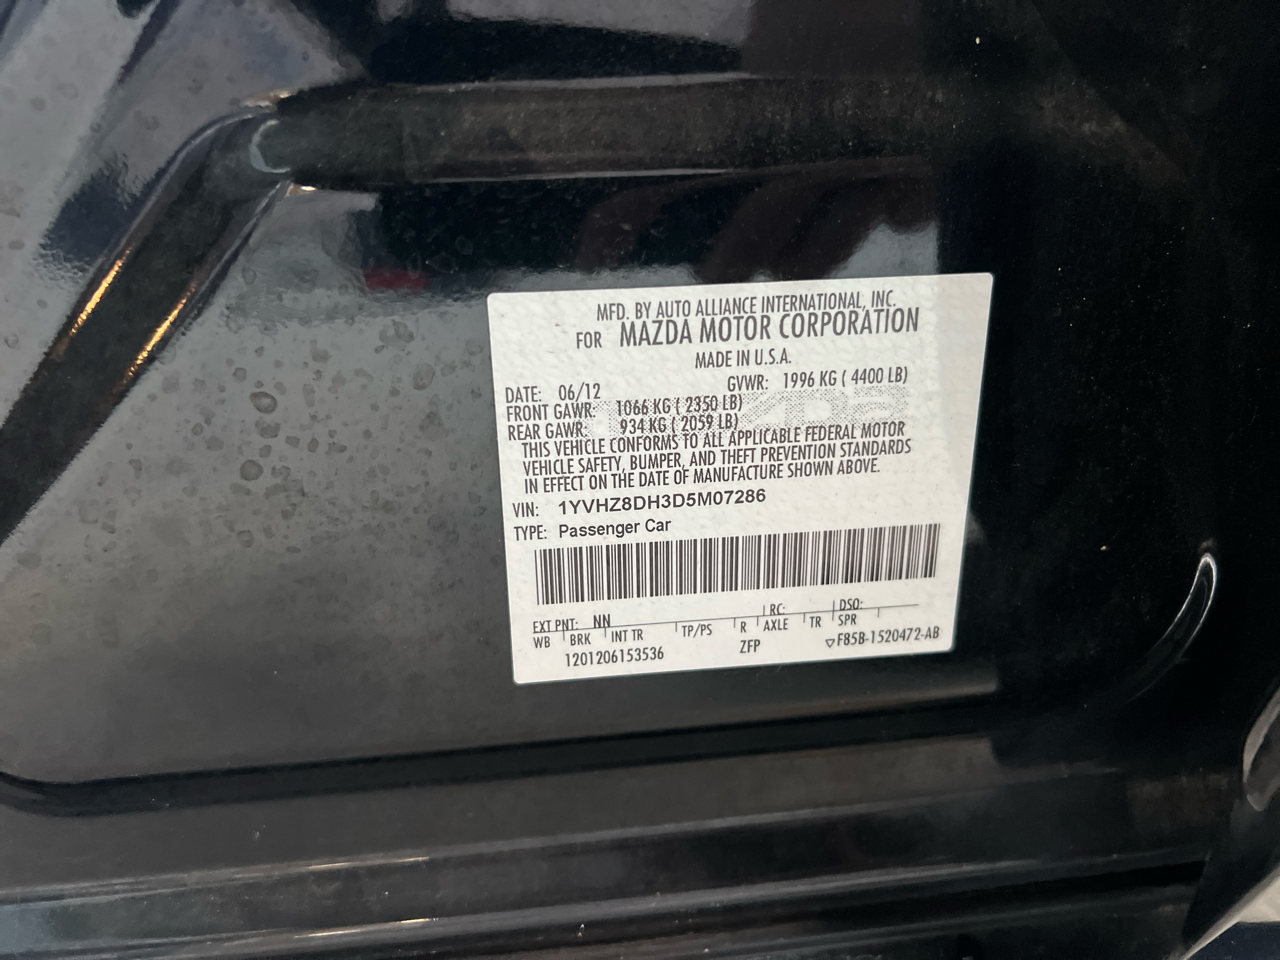 MFD. BY AUTO ALLIANCE INTERNATIONAL, INC.
FOR MAZDA MOTOR CORPORATION
MADE IN U.S.A.
DATE: 06/12 GVWR: 1996 KG ( 4400 LB)
FRONT GAWR: 1066 KG ( 2350 LB)
REAR GAWR: 934 KG ( 2059 LB)
THIS VEHICLE CONFORMS TO ALL APPLICABLE FEDERAL MOTOR
VEHICLE SAFETY, BUMPER, AND THEFT PREVENTION STANDARDS
IN EFFECT ON THE DATE OF MANUFACTURE SHOWN ABOVE.
VIN: 1YVHZ8DH3D5M07286
TYPE: Passenger Car
EXT PNT: NN RC: DSO:
WB BRK INT TR TP/PS R AXLE TR SPR
1201206153536 ZFP ▽F85B-1520472-AB